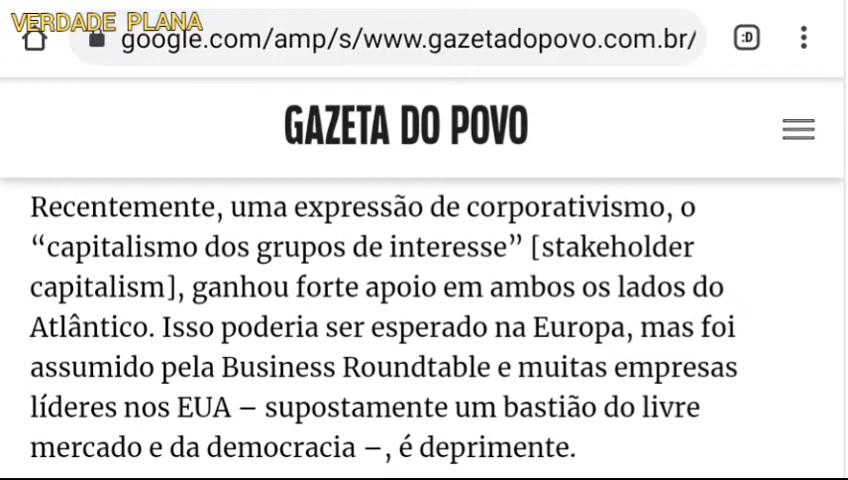 VERDADE PLANA
google.com/amp/s/www.gazetadopovo.com.br/
:D
GAZETA DO POVO
Recentemente, uma expressão de corporativismo, o
“capitalismo dos grupos de interesse” [stakeholder
capitalism], ganhou forte apoio em ambos os lados do
Atlântico. Isso poderia ser esperado na Europa, mas foi
assumido pela Business Roundtable e muitas empresas
líderes nos EUA – supostamente um bastião do livre
mercado e da democracia –, é deprimente.